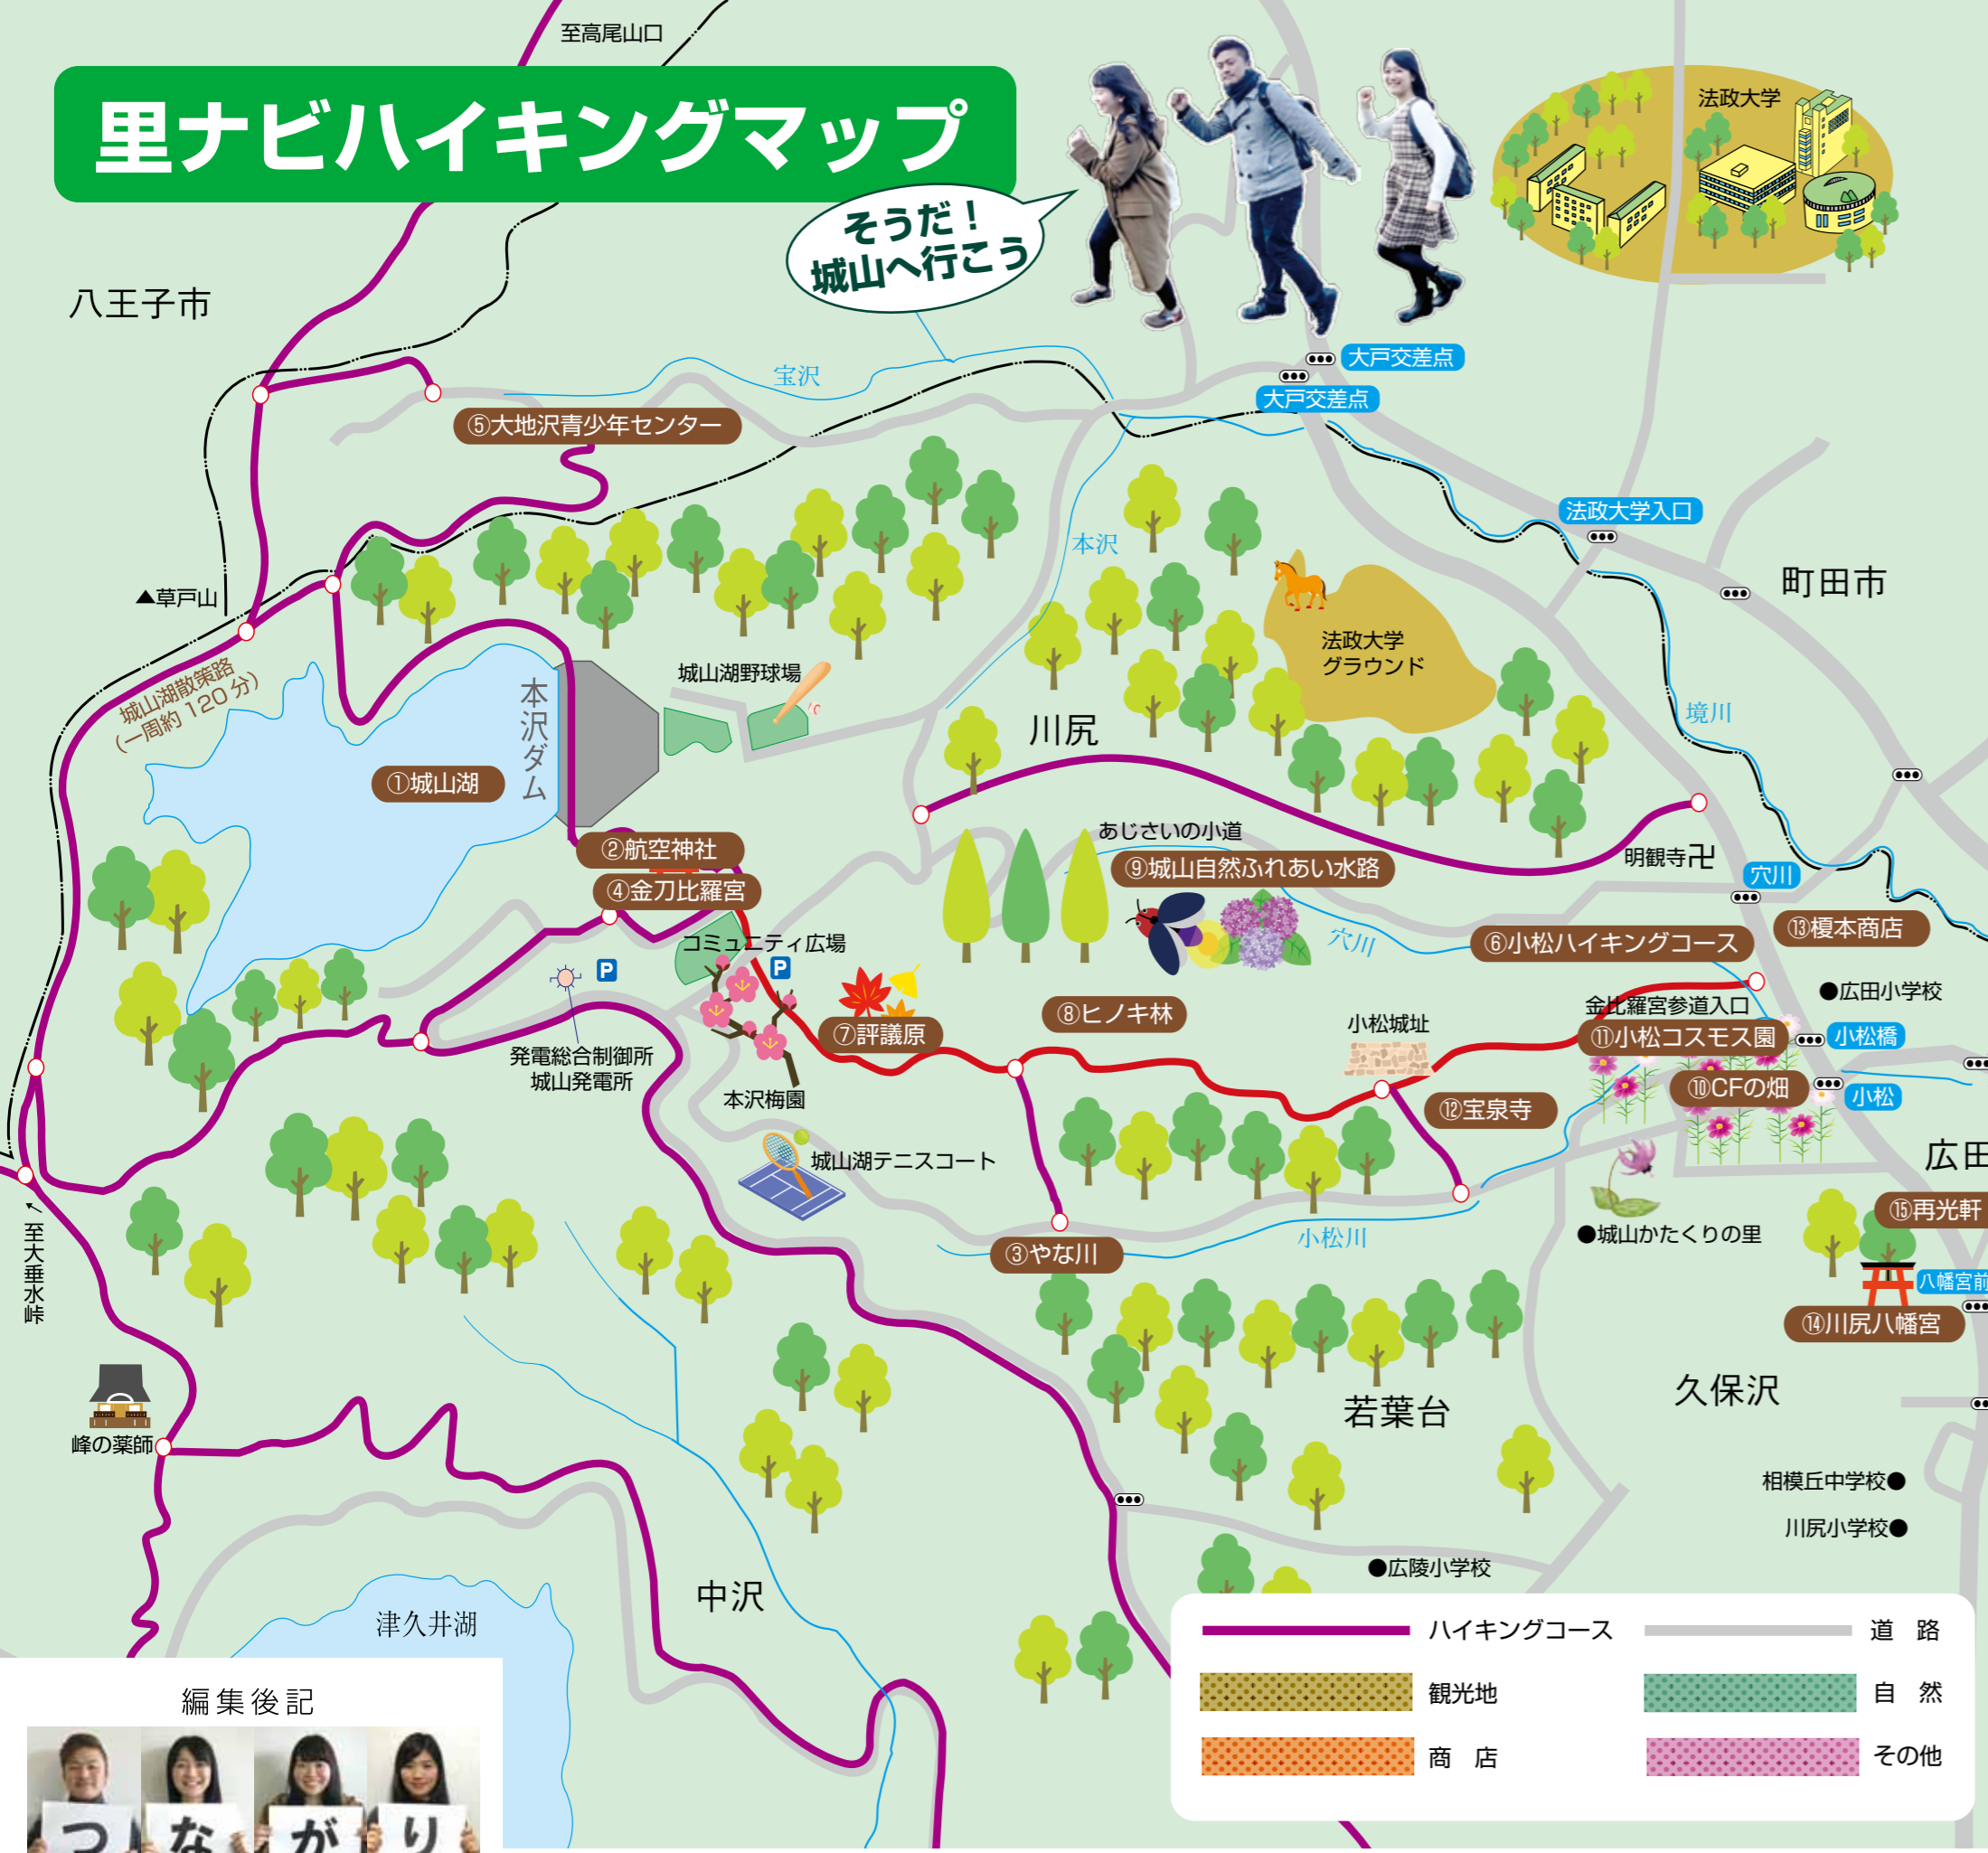 至高尾山口
里ナビハイキングマップ
そうだ!
城山へ行こう
法政大学
八王子市
宝沢
大戸交差点
大戸交差点
⑤大地沢青少年センター
法政大学入口
本沢
町田市
▲草戸山
法政大学
グラウンド
城山湖散策路
(一周約120分)
城山湖野球場
本沢ダム
川尻
境川
①城山湖
あじさいの小道
②航空神社
明観寺卍
⑨城山自然ふれあい水路
穴川
④金刀比羅宮
⑬榎本商店
コミュニティ広場
穴川
⑥小松ハイキングコース
P
P
●広田小学校
金比羅宮参道入口
⑧ヒノキ林
小松城址
⑦評議原
⑪小松コスモス園
小松橋
発電総合制御所
城山発電所
⑩CFの畑
小松
本沢梅園
⑫宝泉寺
広田
城山湖テニスコート
⑮再光軒
●城山かたくりの里
小松川
③やな川
←至大垂水峠
八幡宮前
⑭川尻八幡宮
久保沢
若葉台
峰の薬師
相模丘中学校●
川尻小学校●
●広陵小学校
中沢
津久井湖
ハイキングコース
道　路
観光地
自　然
商　店
その他
編集後記
つ な が り